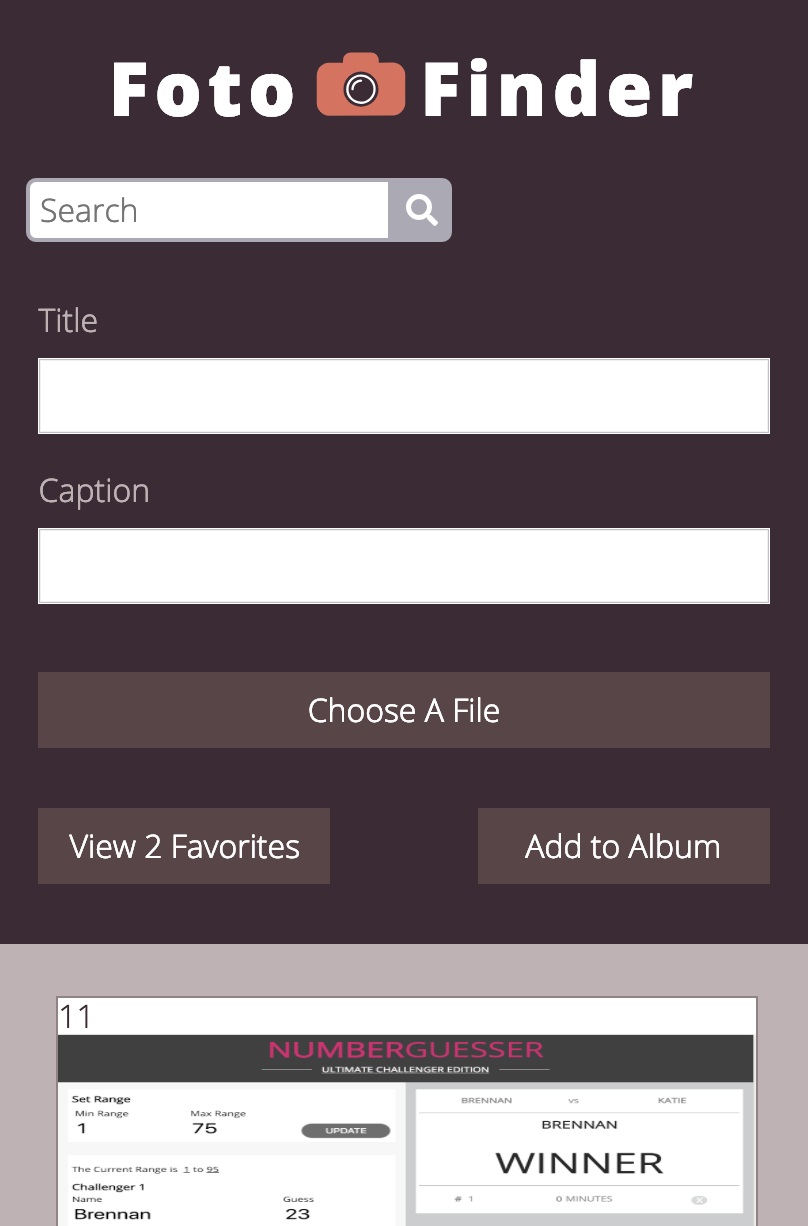 Foto Finder
Search
Title
Caption
Choose A File
View 2 Favorites
Add to Album
11
NUMBERGUESSER
ULTIMATE CHALLENGER EDITION
Set Range
Min Range Max Range
1 75 UPDATE
The Current Range is 1 to 95
Challenger 1
Name Guess
Brennan 23
BRENNAN vs KATIE
BRENNAN
WINNER
# 1 0 MINUTES